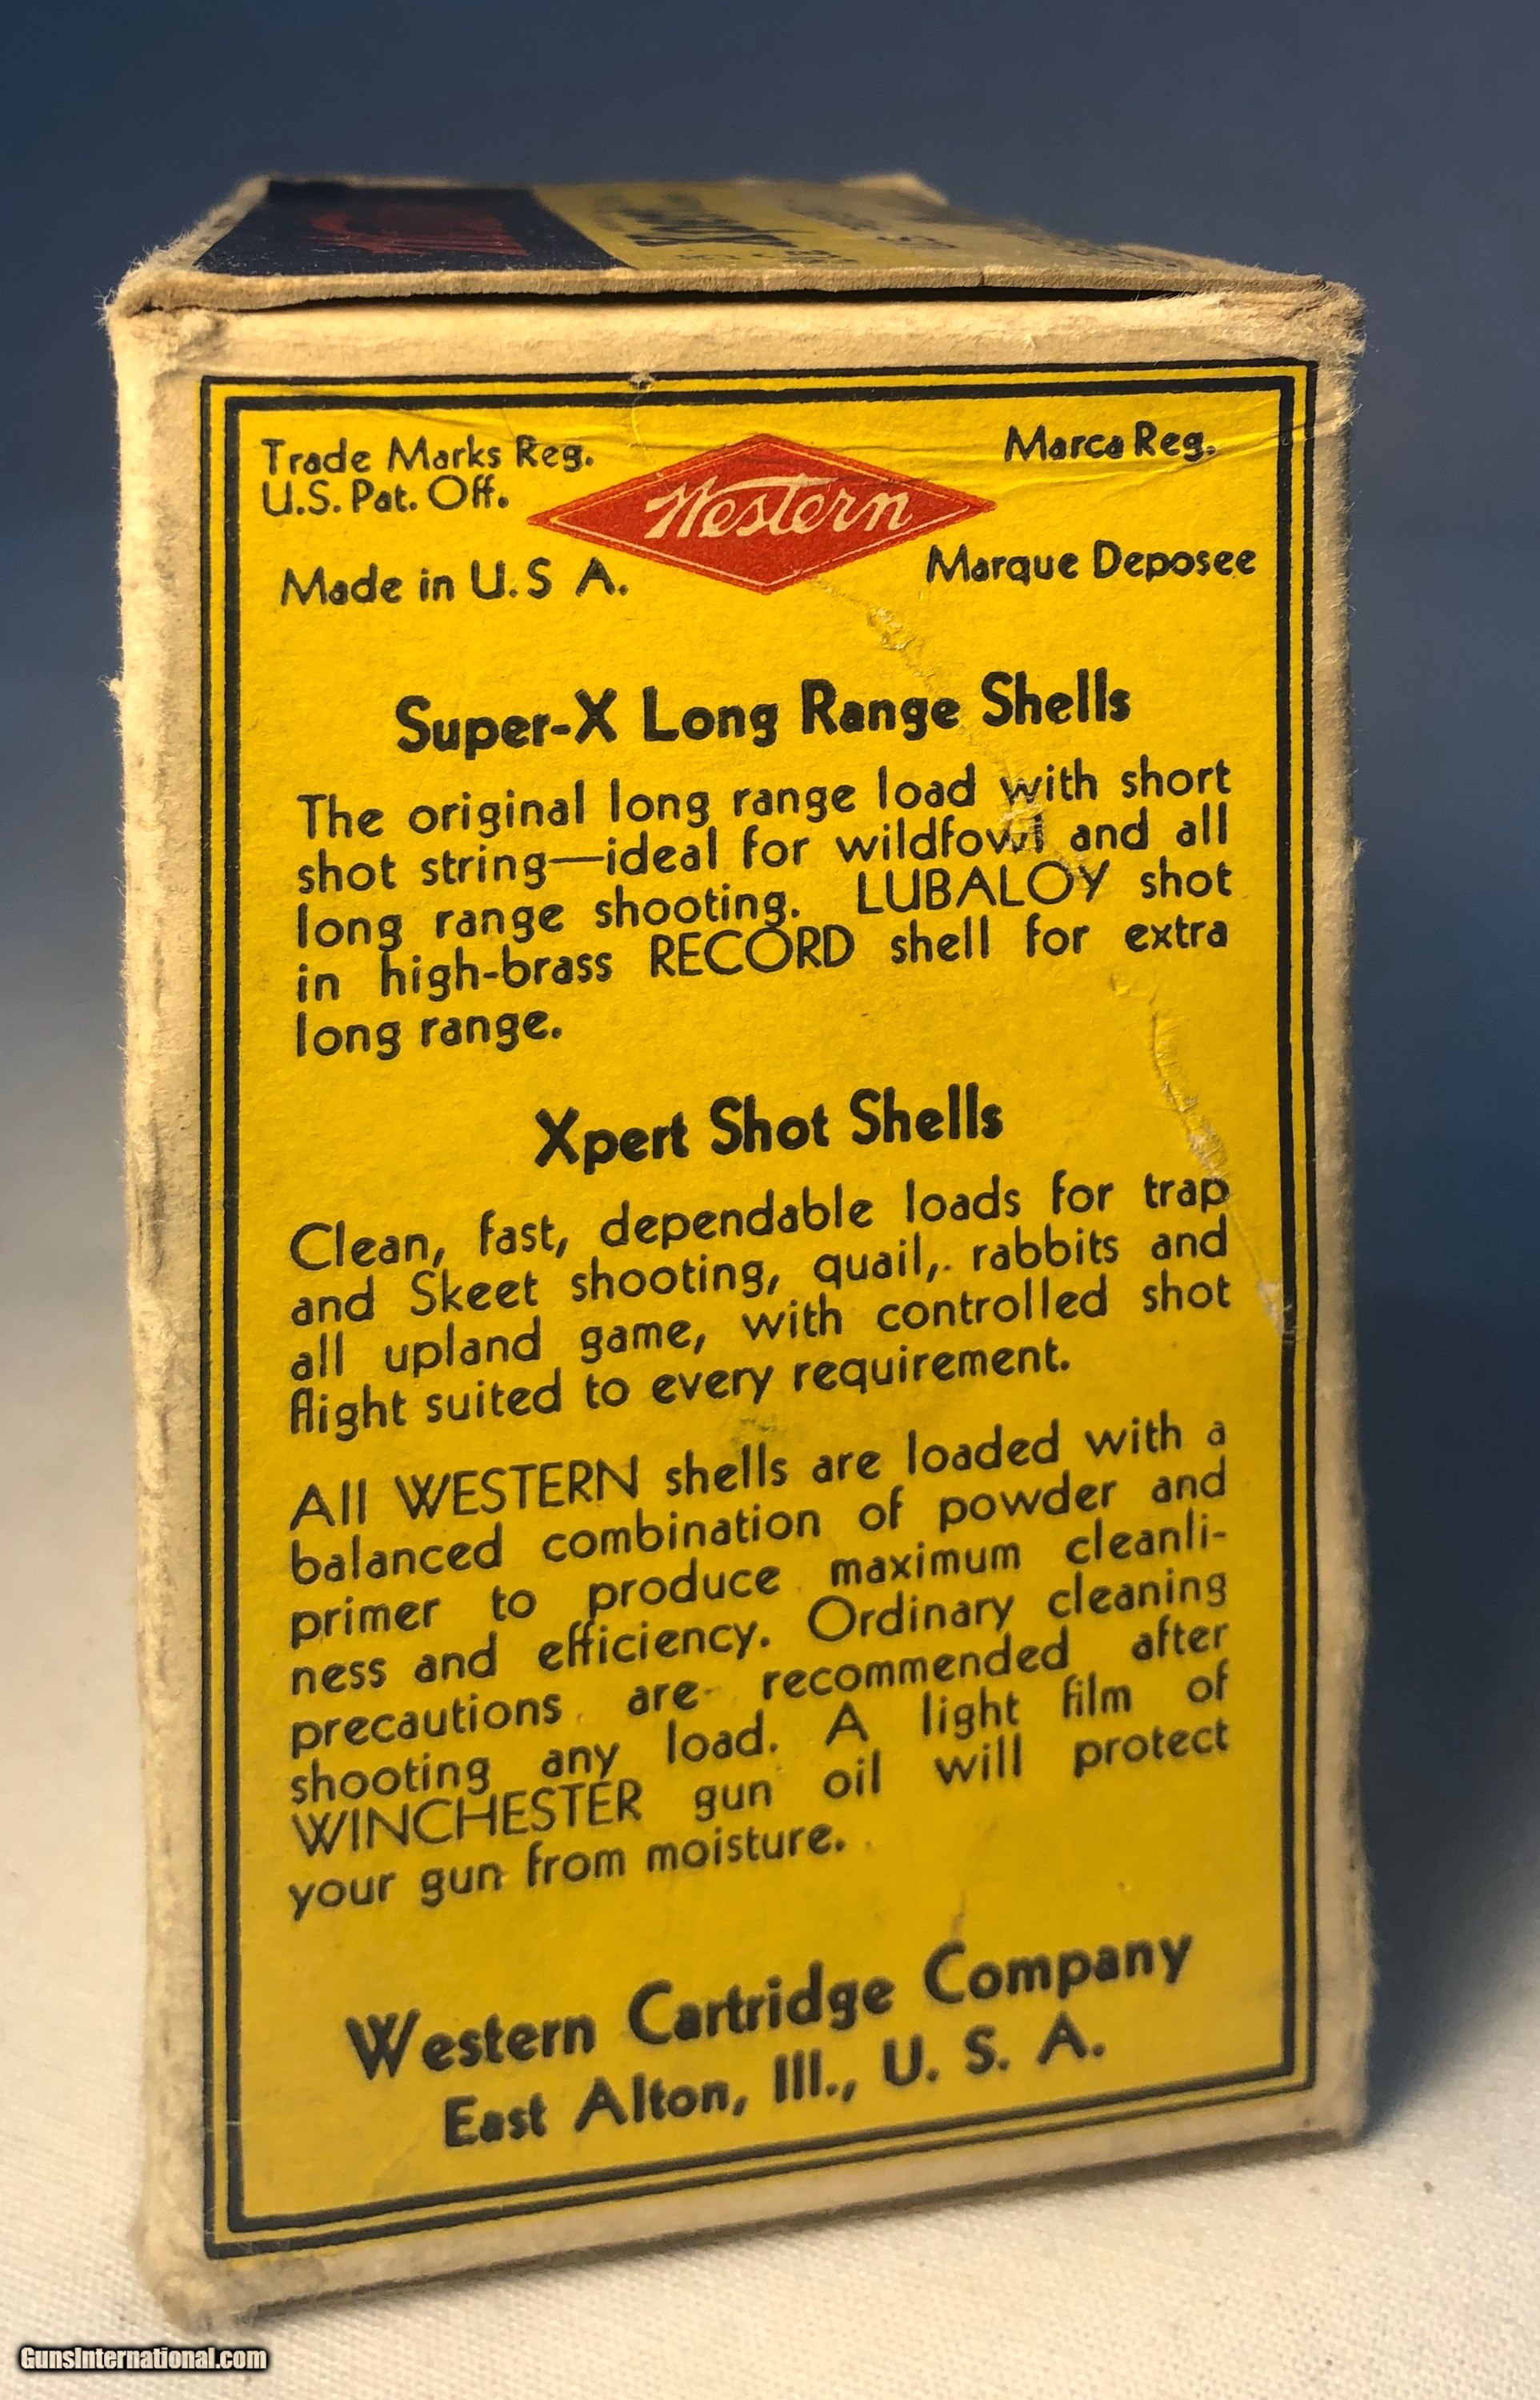 Trade Marks Reg.
U.S. Pat. Off.
Western
Marca Reg.
Made in U.S A.
Marque Deposee
Super-X Long Range Shells
The original long range load with short
shot string—ideal for wildfowl and all
long range shooting. LUBALOY shot
in high-brass RECORD shell for extra
long range.
Xpert Shot Shells
Clean, fast, dependable loads for trap
and Skeet shooting, quail, rabbits and
all upland game, with controlled shot
flight suited to every requirement.
All WESTERN shells are loaded with a
balanced combination of powder and
primer to produce maximum cleanli-
ness and efficiency. Ordinary cleaning
precautions are recommended after
shooting any load. A light film of
WINCHESTER gun oil will protect
your gun from moisture.
Western Cartridge Company
East Alton, Ill., U. S. A.
GunsInternational.com